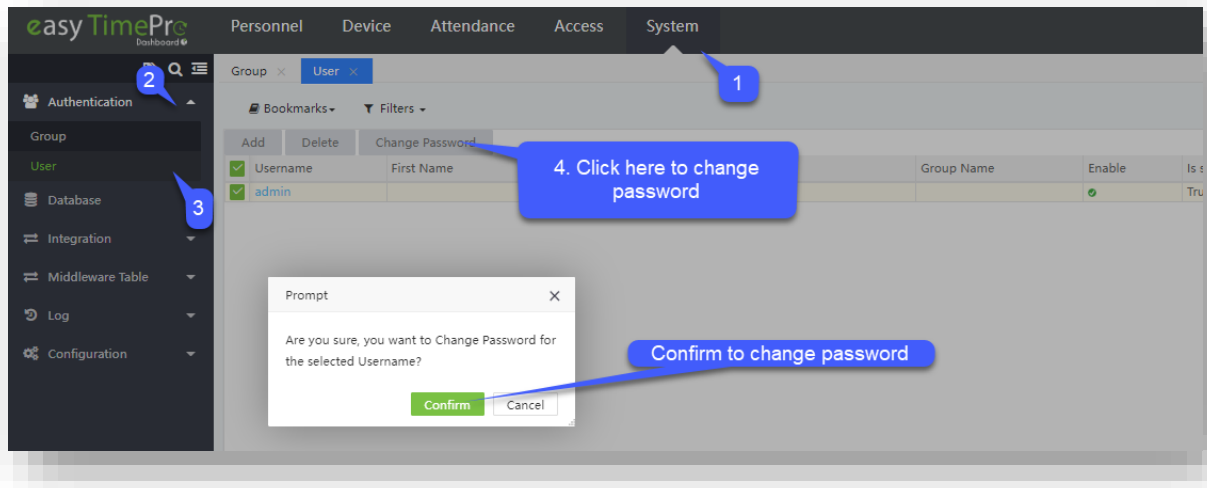 easy TimePro
Dashboard
Personnel Device Attendance Access System
1
2
Group × User ×
Authentication
Bookmarks Filters
Group
Add Delete Change Password
4. Click here to change
password
User
Username First Name Group Name Enable Is s
admin Tru
Database
3
Integration
Middleware Table
Prompt ×
Log
Are you sure, you want to Change Password for
the selected Username?
Configuration
Confirm to change password
Confirm Cancel